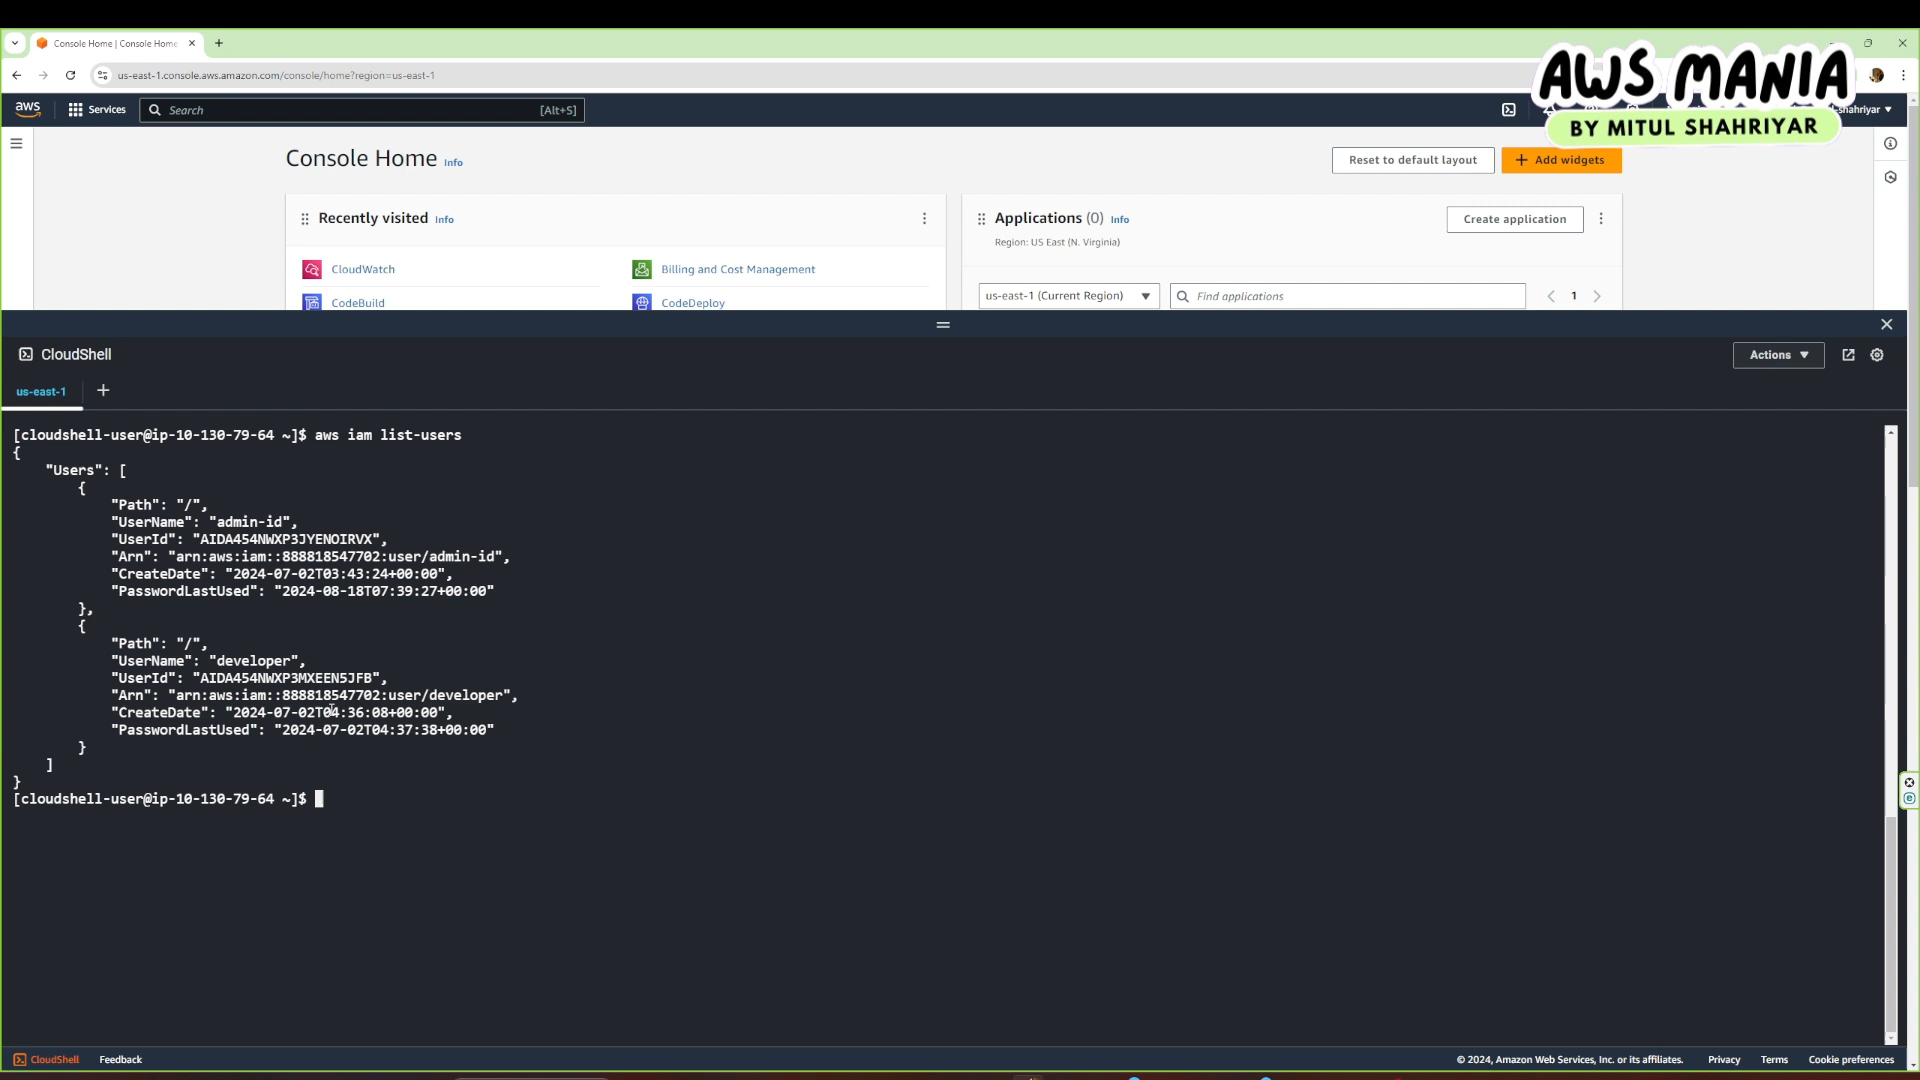 Console Home | Console Home
us-east-1.console.aws.amazon.com/console/home?region=us-east-1
AWS MANIA
BY MITUL SHAHRIYAR
aws
Services
Search
[Alt+S]
shahriyar
Console Home Info
Reset to default layout
Add widgets
Recently visited Info
Applications (0) Info
Create application
Region: US East (N. Virginia)
CloudWatch
Billing and Cost Management
CodeBuild
CodeDeploy
us-east-1 (Current Region)
Find applications
1
CloudShell
Actions
us-east-1
[cloudshell-user@ip-10-130-79-64 ~]$ aws iam list-users
{
    "Users": [
        {
            "Path": "/",
            "UserName": "admin-id",
            "UserId": "AIDA454NWXP3JYENOIRVX",
            "Arn": "arn:aws:iam::888818547702:user/admin-id",
            "CreateDate": "2024-07-02T03:43:24+00:00",
            "PasswordLastUsed": "2024-08-18T07:39:27+00:00"
        },
        {
            "Path": "/",
            "UserName": "developer",
            "UserId": "AIDA454NWXP3MXEEN5JFB",
            "Arn": "arn:aws:iam::888818547702:user/developer",
            "CreateDate": "2024-07-02T04:36:08+00:00",
            "PasswordLastUsed": "2024-07-02T04:37:38+00:00"
        }
    ]
}
[cloudshell-user@ip-10-130-79-64 ~]$
CloudShell
Feedback
© 2024, Amazon Web Services, Inc. or its affiliates.
Privacy
Terms
Cookie preferences